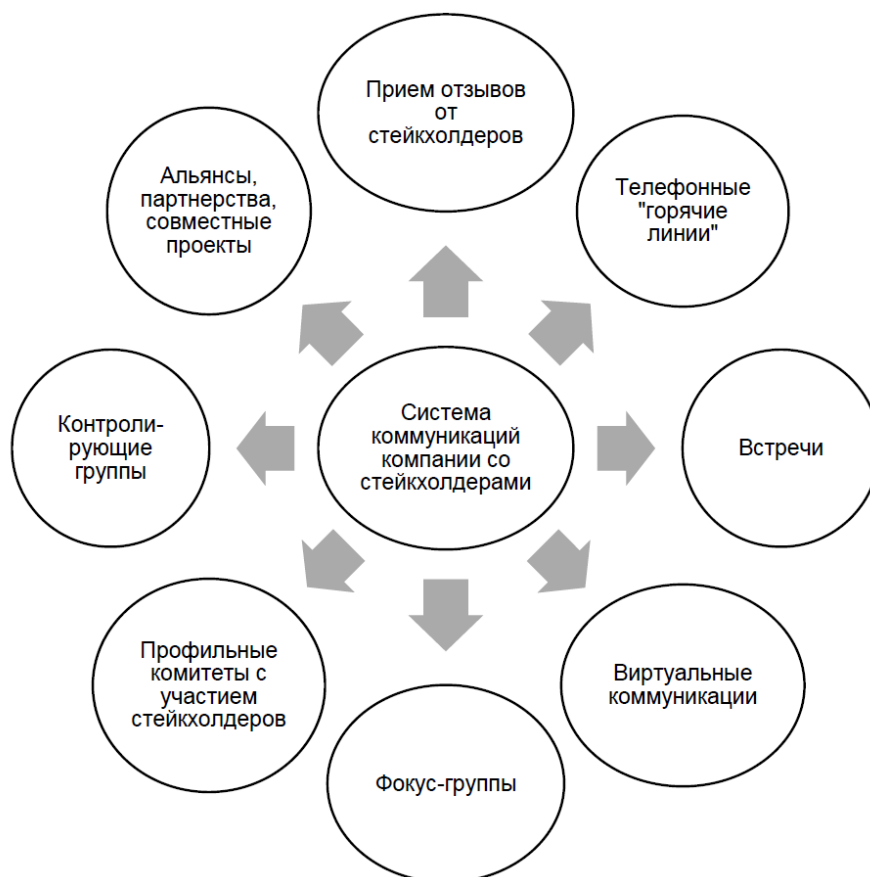 Прием отзывов
от
стейкхолдеров
Телефонные
"горячие
линии"
Встречи
Виртуальные
коммуникации
Фокус-группы
Профильные
комитеты с
участием
стейкхолдеров
Контроли-
рующие
группы
Альянсы,
партнерства,
совместные
проекты
Система
коммуникаций
компании со
стейкхолдерами